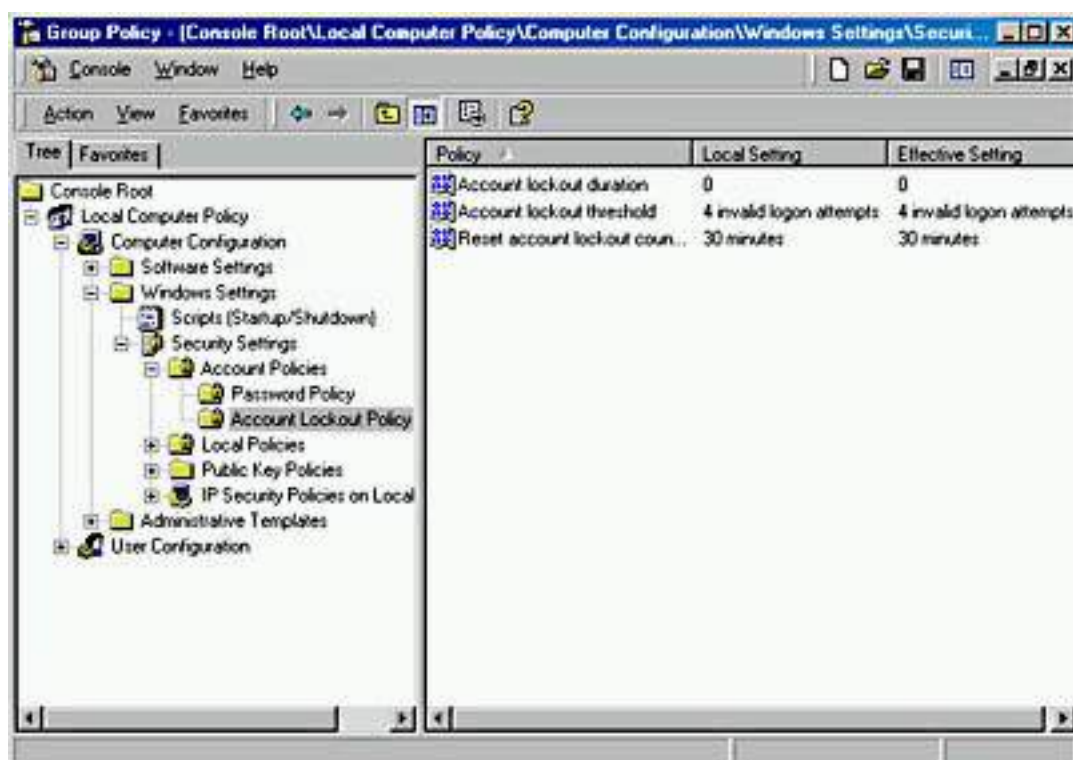 Group Policy - [Console Root\Local Computer Policy\Computer Configuration\Windows Settings\Securi...
Console Window Help
Action View Favorites
Tree Favorites
Policy Local Setting Effective Setting
Console Root
Local Computer Policy
Computer Configuration
Software Settings
Windows Settings
Scripts (Startup/Shutdown)
Security Settings
Account Policies
Password Policy
Account Lockout Policy
Local Policies
Public Key Policies
IP Security Policies on Local
Administrative Templates
User Configuration
Account lockout duration 0 0
Account lockout threshold 4 invalid logon attempts 4 invalid logon attempts
Reset account lockout coun... 30 minutes 30 minutes